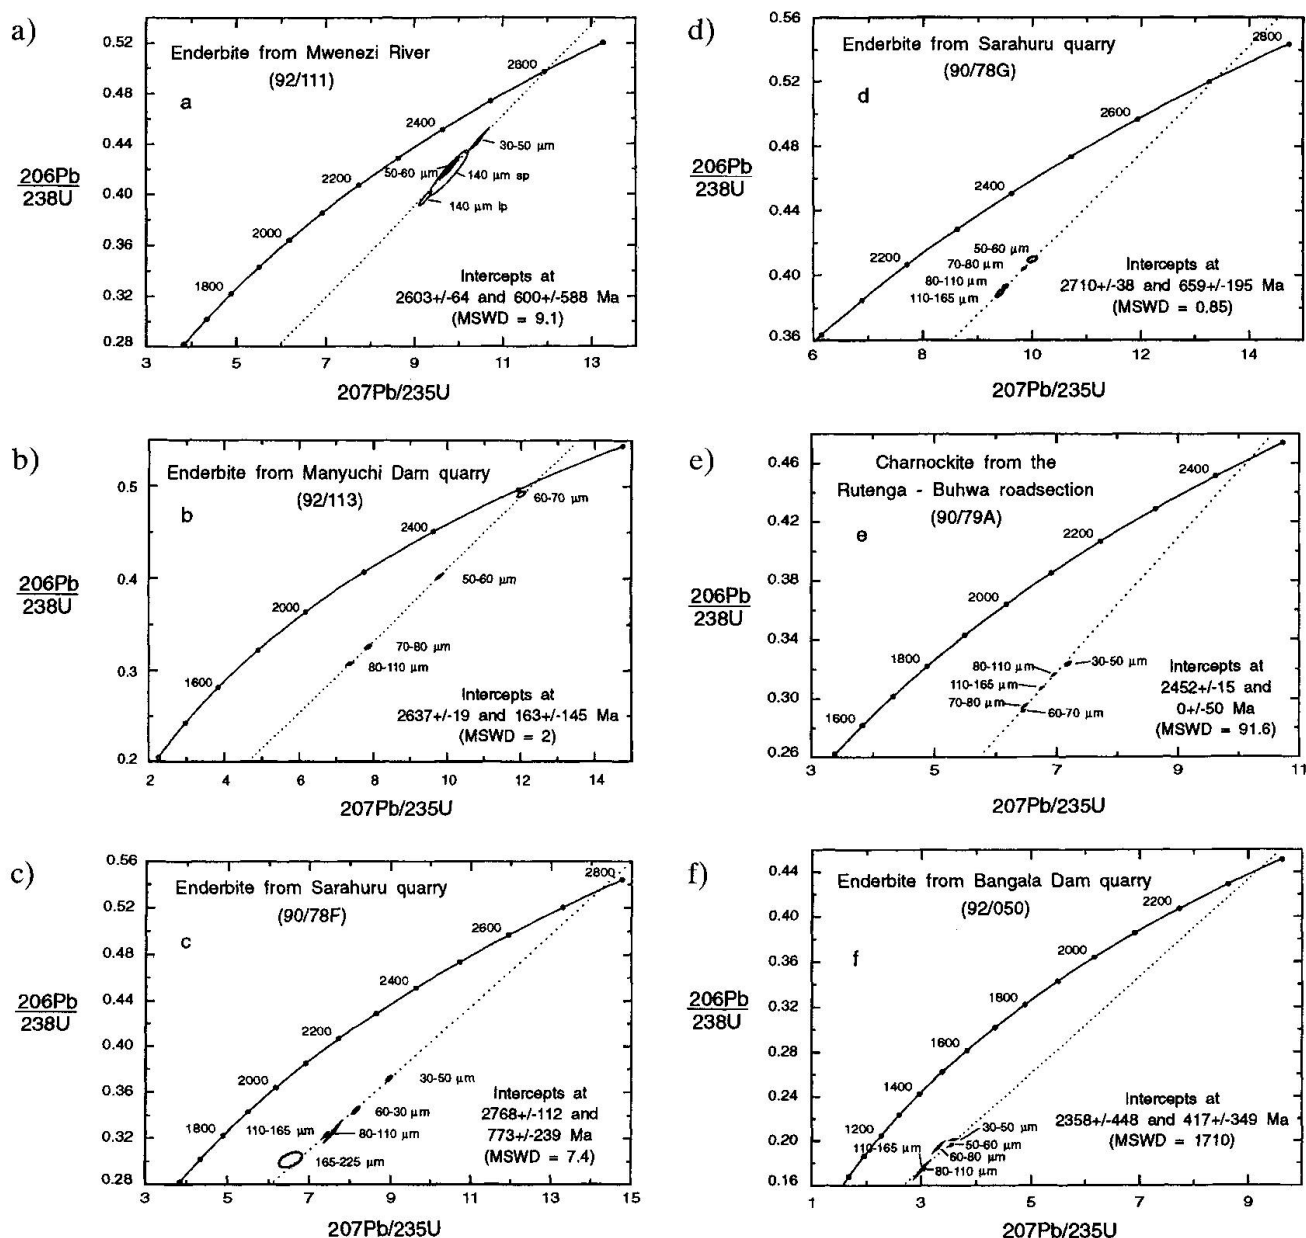 a)
0.52
0.48
0.44
0.40
0.36
0.32
0.28
206Pb
238U
Enderbite from Mwenezi River
(92/111)
a
2600
2400
2200
2000
1800
30-50 µm
50-60 µm
140 µm sp
140 µm lp
Intercepts at
2603+/-64 and 600+/-588 Ma
(MSWD = 9.1)
3 5 7 9 11 13
207Pb/235U
b)
0.5
0.4
0.3
0.2
206Pb
238U
Enderbite from Manyuchi Dam quarry
(92/113)
b
2400
2000
1600
60-70 µm
50-60 µm
70-80 µm
80-110 µm
Intercepts at
2637+/-19 and 163+/-145 Ma
(MSWD = 2)
2 4 6 8 10 12 14
207Pb/235U
c)
0.56
0.52
0.48
0.44
0.40
0.36
0.32
0.28
206Pb
238U
Enderbite from Sarahuru quarry
(90/78F)
c
2800
2600
2400
2200
2000
1800
30-50 µm
60-30 µm
110-165 µm
80-110 µm
165-225 µm
Intercepts at
2768+/-112 and
773+/-239 Ma
(MSWD = 7.4)
3 5 7 9 11 13 15
207Pb/235U
d)
0.56
0.52
0.48
0.44
0.40
0.36
206Pb
238U
Enderbite from Sarahuru quarry
(90/78G)
d
2800
2600
2400
2200
50-60 µm
70-80 µm
80-110 µm
110-165 µm
Intercepts at
2710+/-38 and 659+/-195 Ma
(MSWD = 0.85)
6 8 10 12 14
207Pb/235U
e)
0.46
0.42
0.38
0.34
0.30
0.26
206Pb
238U
Charnockite from the
Rutenga - Buhwa roadsection
(90/79A)
e
2400
2200
2000
1800
1600
30-50 µm
80-110 µm
110-165 µm
70-80 µm
60-70 µm
Intercepts at
2452+/-15 and
0+/-50 Ma
(MSWD = 91.6)
3 5 7 9 11
207Pb/235U
f)
0.44
0.40
0.36
0.32
0.28
0.24
0.20
0.16
206Pb
238U
Enderbite from Bangala Dam quarry
(92/050)
f
2200
2000
1800
1600
1400
1200
30-50 µm
50-60 µm
60-80 µm
110-165 µm
80-110 µm
Intercepts at
2358+/-448 and 417+/-349 Ma
(MSWD = 1710)
1 3 5 7 9
207Pb/235U